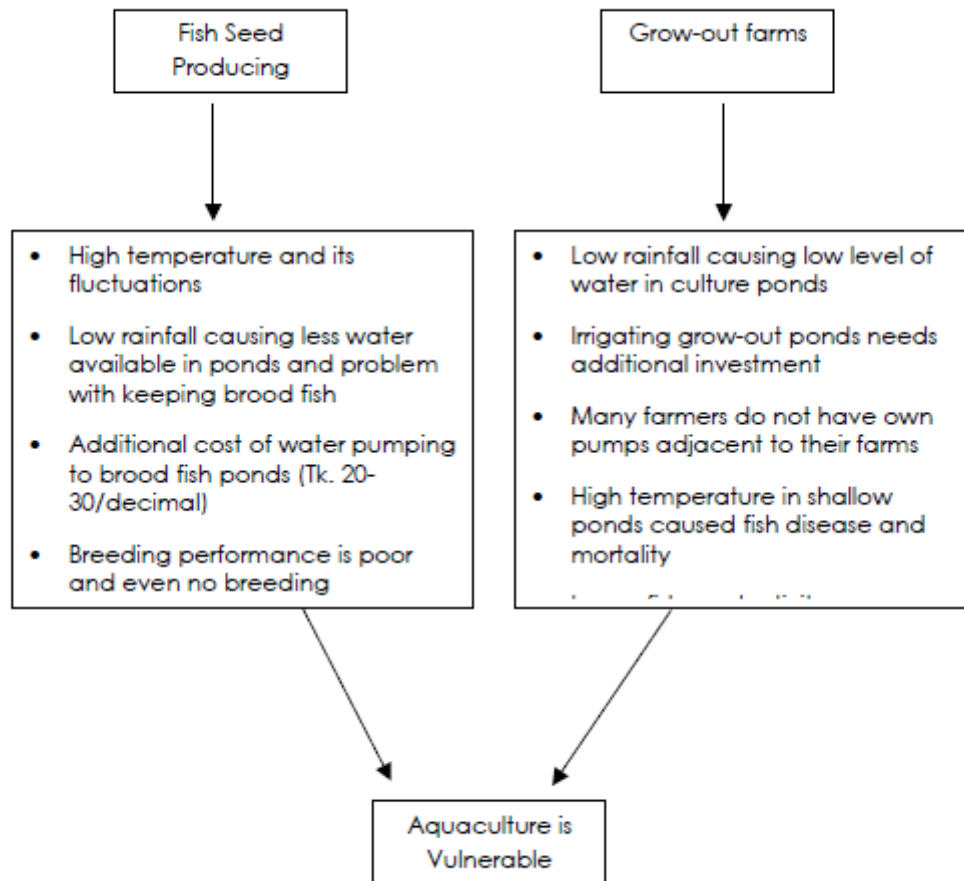 Fish Seed
Producing
Grow-out farms
• High temperature and its
fluctuations
• Low rainfall causing less water
available in ponds and problem
with keeping brood fish
• Additional cost of water pumping
to brood fish ponds (Tk. 20-
30/decimal)
• Breeding performance is poor
and even no breeding
• Low rainfall causing low level of
water in culture ponds
• Irrigating grow-out ponds needs
additional investment
• Many farmers do not have own
pumps adjacent to their farms
• High temperature in shallow
ponds caused fish disease and
mortality
Aquaculture is
Vulnerable